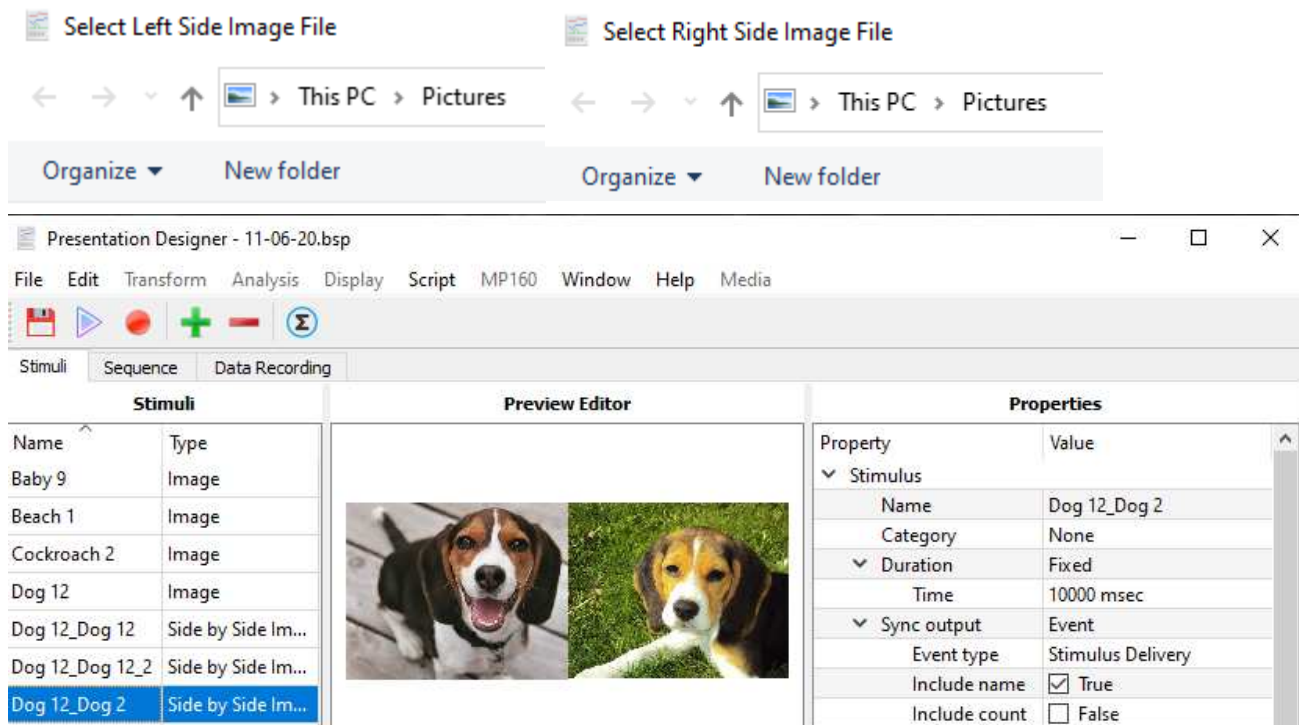 Select Left Side Image File
Select Right Side Image File
This PC > Pictures
This PC > Pictures
Organize
New folder
Organize
New folder
Presentation Designer - 11-06-20.bsp
File Edit Transform Analysis Display Script MP160 Window Help Media
Σ
Stimuli Sequence Data Recording
Stimuli Preview Editor Properties
Name Type
Property Value
Baby 9 Image
Stimulus
Beach 1 Image
Name Dog 12_Dog 2
Category None
Cockroach 2 Image
Duration Fixed
Dog 12 Image
Time 10000 msec
Dog 12_Dog 12 Side by Side Im...
Sync output Event
Event type Stimulus Delivery
Dog 12_Dog 12_2 Side by Side Im...
Include name True
Dog 12_Dog 2 Side by Side Im...
Include count False